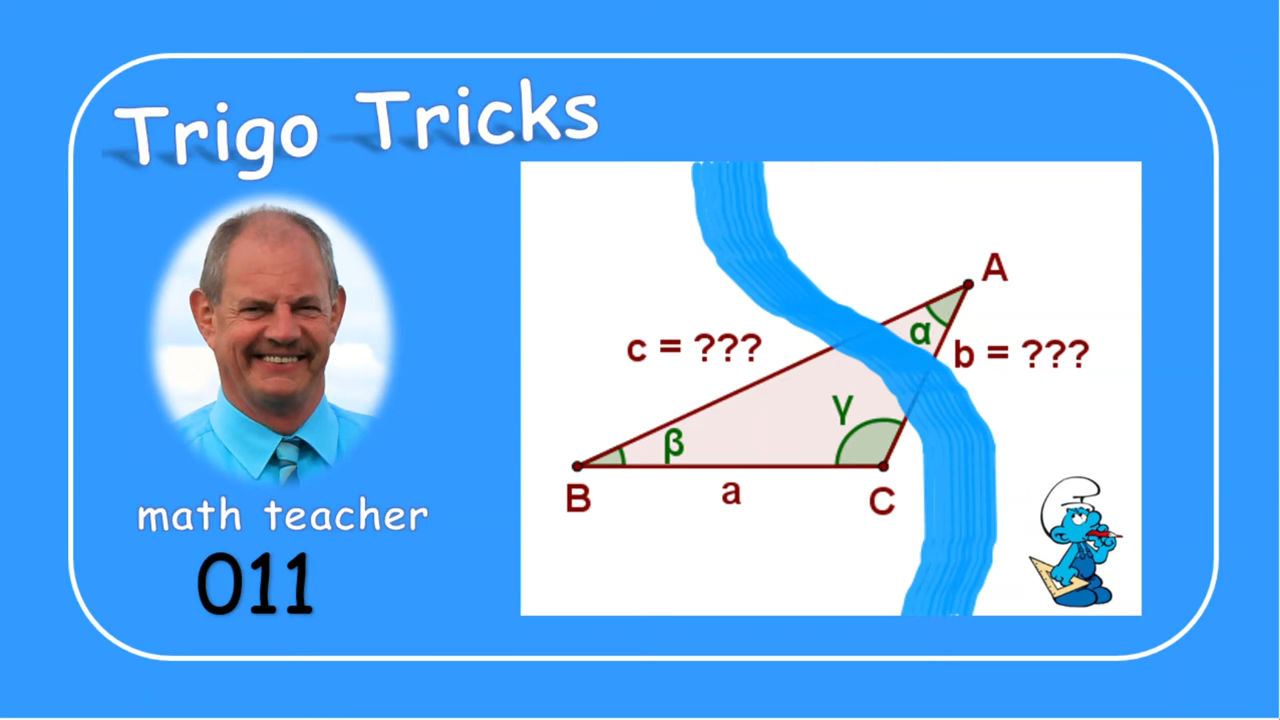 Trigo Tricks
A
α
c = ???
b = ???
γ
β
B
a
C
math teacher
011